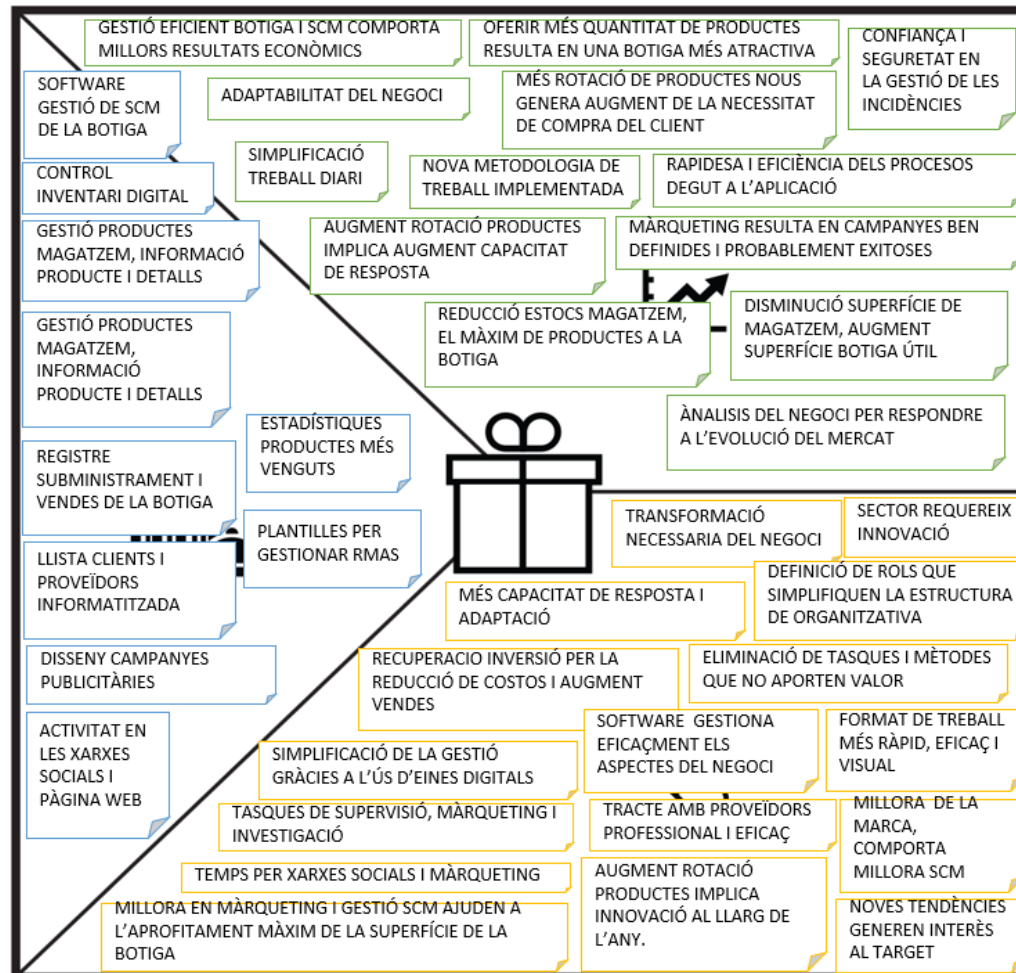 GESTIÓ EFICIENT BOTIGA I SCM COMPORTA
MILLORS RESULTATS ECONÒMICS
OFERIR MÉS QUANTITAT DE PRODUCTES
RESULTA EN UNA BOTIGA MÉS ATRACTIVA
CONFIANÇA I
SEGURETAT EN
LA GESTIÓ DE LES
INCIDÈNCIES
SOFTWARE
GESTIÓ DE SCM
DE LA BOTIGA
ADAPTABILITAT DEL NEGOCI
MÉS ROTACIÓ DE PRODUCTES NOUS
GENERA AUGMENT DE LA NECESSITAT
DE COMPRA DEL CLIENT
SIMPLIFICACIÓ
TREBALL DIARI
NOVA METODOLOGIA DE
TREBALL IMPLEMENTADA
RAPIDESA I EFICIÈNCIA DELS PROCESOS
DEGUT A L'APLICACIÓ
CONTROL
INVENTARI DIGITAL
GESTIÓ PRODUCTES
MAGATZEM, INFORMACIÓ
PRODUCTE I DETALLS
AUGMENT ROTACIÓ PRODUCTES
IMPLICA AUGMENT CAPACITAT
DE RESPOSTA
MÀRQUETING RESULTA EN CAMPANYES BEN
DEFINIDES I PROBABLEMENT EXITOSES
REDUCCIÓ ESTOCS MAGATZEM,
EL MÀXIM DE PRODUCTES A LA
BOTIGA
DISMINUCIÓ SUPERFÍCIE DE
MAGATZEM, AUGMENT
SUPERFÍCIE BOTIGA ÚTIL
GESTIÓ PRODUCTES
MAGATZEM,
INFORMACIÓ
PRODUCTE I DETALLS
ÀNALISIS DEL NEGOCI PER RESPONDRE
A L'EVOLUCIÓ DEL MERCAT
ESTADÍSTIQUES
PRODUCTES MÉS
VENGUTS
REGISTRE
SUBMINISTRAMENT I
VENDES DE LA BOTIGA
PLANTILLES PER
GESTIONAR RMAS
TRANSFORMACIÓ
NECESSARIA DEL NEGOCI
SECTOR REQUEREIX
INNOVACIÓ
LLISTA CLIENTS I
PROVEÏDORS
INFORMATITZADA
MÉS CAPACITAT DE RESPOSTA I
ADAPTACIÓ
DEFINICIÓ DE ROLS QUE
SIMPLIFIQUEN LA ESTRUCTURA
DE ORGANITZATIVA
DISSENY CAMPANYES
PUBLICITÀRIES
RECUPERACIO INVERSIÓ PER LA
REDUCCIÓ DE COSTOS I AUGMENT
VENDES
ELIMINACIÓ DE TASQUES I MÈTODES
QUE NO APORTEN VALOR
ACTIVITAT EN
LES XARXES
SOCIALS I
PÀGINA WEB
SIMPLIFICACIÓ DE LA GESTIÓ
GRÀCIES A L'ÚS D'EINES DIGITALS
SOFTWARE GESTIONA
EFICAÇMENT ELS
ASPECTES DEL NEGOCI
FORMAT DE TREBALL
MÉS RÀPID, EFICAÇ I
VISUAL
TASQUES DE SUPERVISIÓ, MÀRQUETING I
INVESTIGACIÓ
TRACTE AMB PROVEÏDORS
PROFESSIONAL I EFICAÇ
MILLORA DE LA
MARCA,
COMPORTA
MILLORA SCM
TEMPS PER XARXES SOCIALS I MÀRQUETING
AUGMENT ROTACIÓ
PRODUCTES IMPLICA
INNOVACIÓ AL LLARG DE
L'ANY.
MILLORA EN MÀRQUETING I GESTIÓ SCM AJUDEN A
L'APROFITAMENT MÀXIM DE LA SUPERFÍCIE DE LA
BOTIGA
NOVES TENDÈNCIES
GENEREN INTERÈS
AL TARGET